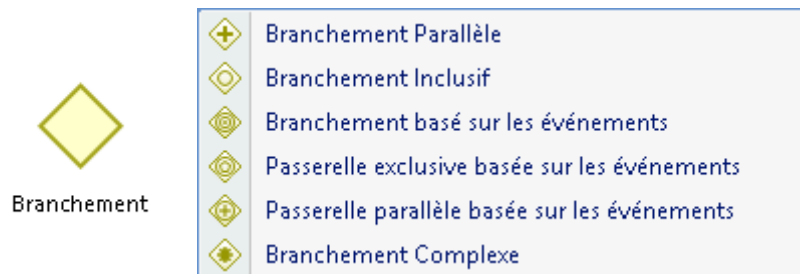 Branchement Parallèle
Branchement Inclusif
Branchement basé sur les événements
Passerelle exclusive basée sur les événements
Passerelle parallèle basée sur les événements
Branchement Complexe
Branchement